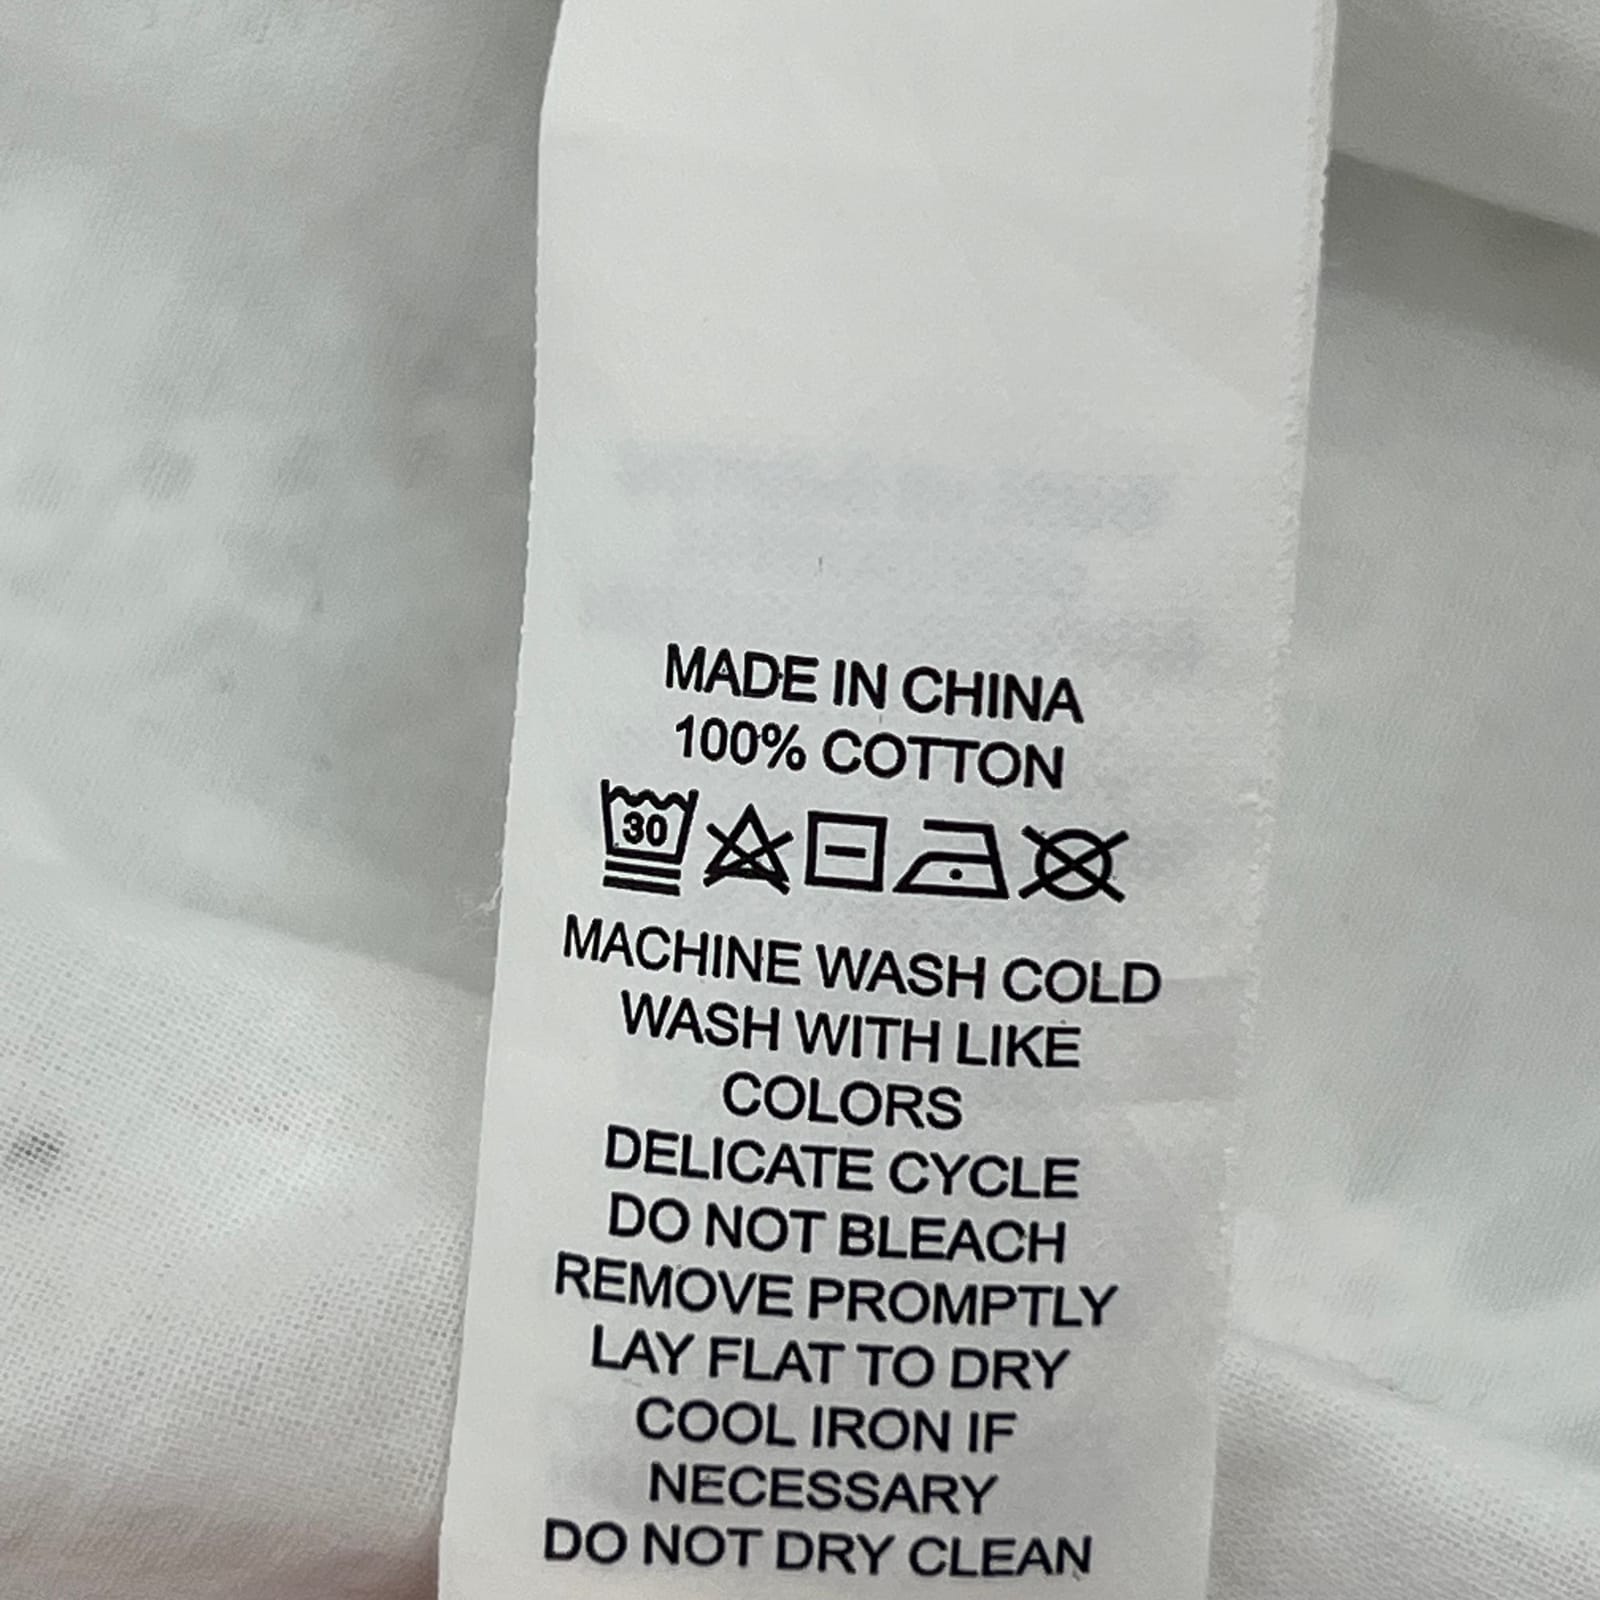 MADE IN CHINA
100% COTTON
30
MACHINE WASH COLD
WASH WITH LIKE
COLORS
DELICATE CYCLE
DO NOT BLEACH
REMOVE PROMPTLY
LAY FLAT TO DRY
COOL IRON IF
NECESSARY
DO NOT DRY CLEAN